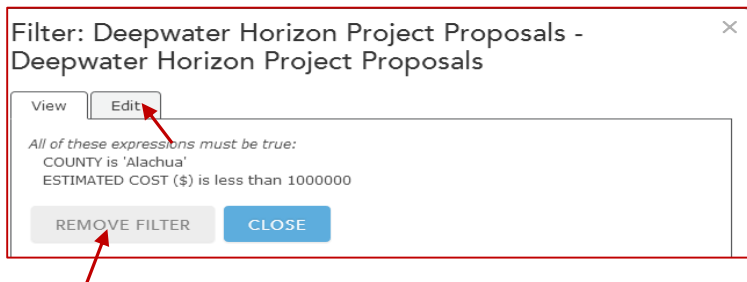 Filter: Deepwater Horizon Project Proposals -
Deepwater Horizon Project Proposals
×
View Edit
All of these expressions must be true:
COUNTY is 'Alachua'
ESTIMATED COST ($) is less than 1000000
REMOVE FILTER CLOSE